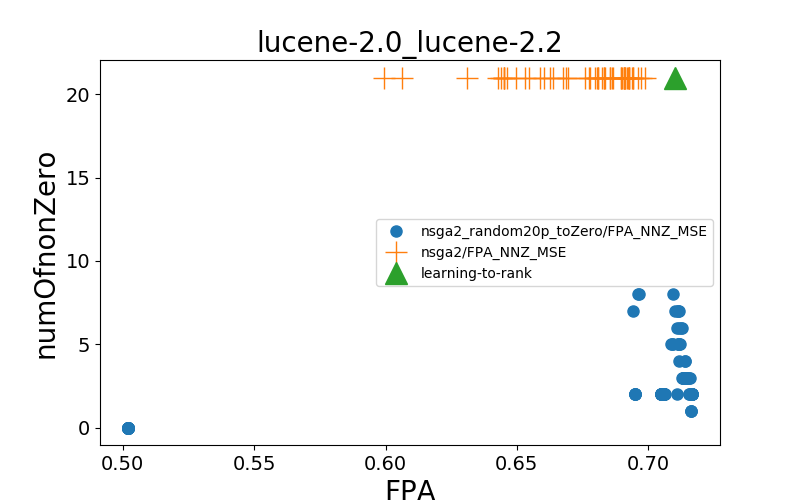 lucene-2.0_lucene-2.2
numOfnonZero
20
15
10
5
0
nsga2_random20p_toZero/FPA_NNZ_MSE
nsga2/FPA_NNZ_MSE
learning-to-rank
0.50 0.55 0.60 0.65 0.70
FPA